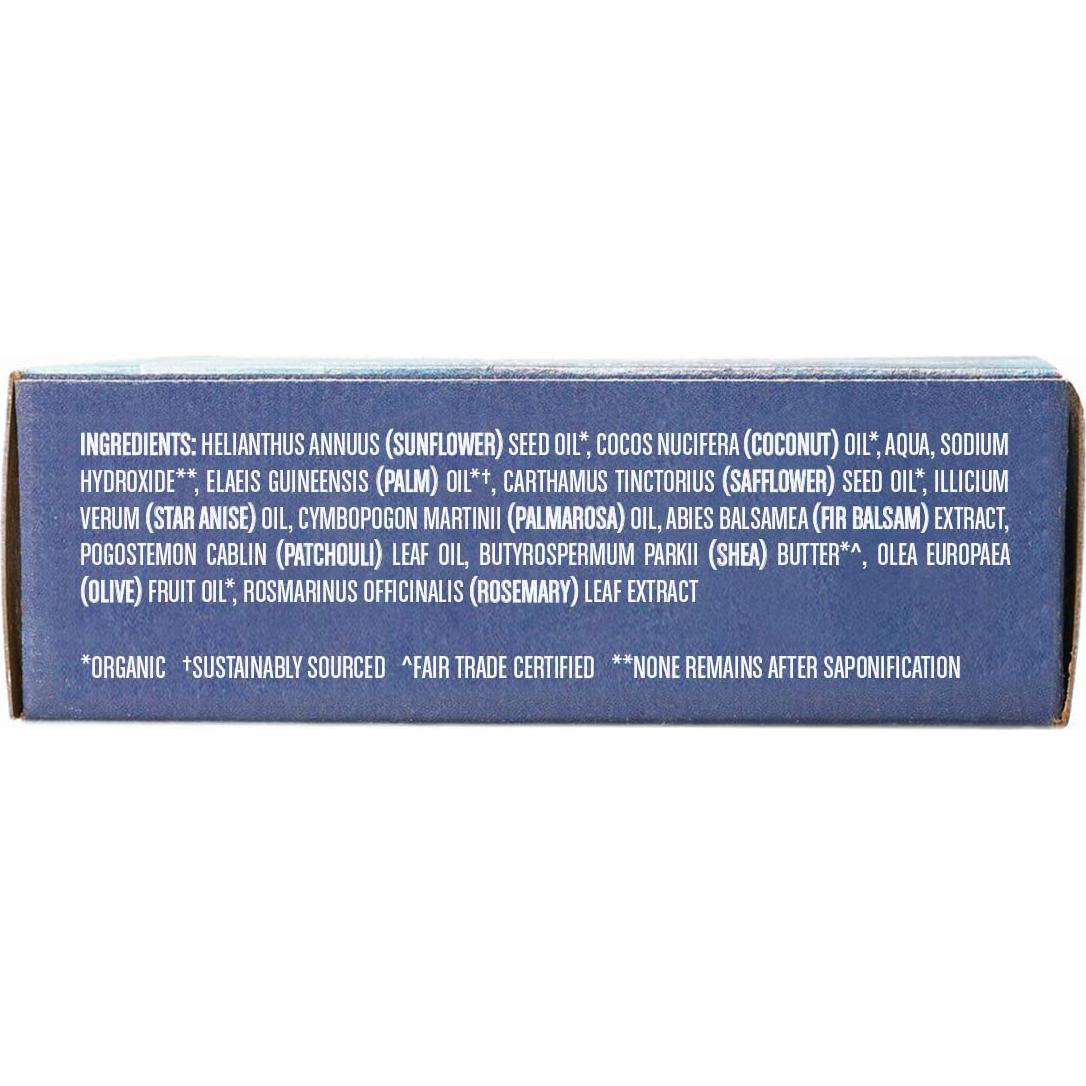 INGREDIENTS: HELIANTHUS ANNUUS (SUNFLOWER) SEED OIL*, COCOS NUCIFERA (COCONUT) OIL*, AQUA, SODIUM
HYDROXIDE**, ELAEIS GUINEENSIS (PALM) OIL*†, CARTHAMUS TINCTORIUS (SAFFLOWER) SEED OIL*, ILLICIUM
VERUM (STAR ANISE) OIL, CYMBOPOGON MARTINII (PALMAROSA) OIL, ABIES BALSAMEA (FIR BALSAM) EXTRACT,
POGOSTEMON CABLIN (PATCHOULI) LEAF OIL, BUTYROSPERMUM PARKII (SHEA) BUTTER*^, OLEA EUROPAEA
(OLIVE) FRUIT OIL*, ROSMARINUS OFFICINALIS (ROSEMARY) LEAF EXTRACT
*ORGANIC †SUSTAINABLY SOURCED ^FAIR TRADE CERTIFIED **NONE REMAINS AFTER SAPONIFICATION